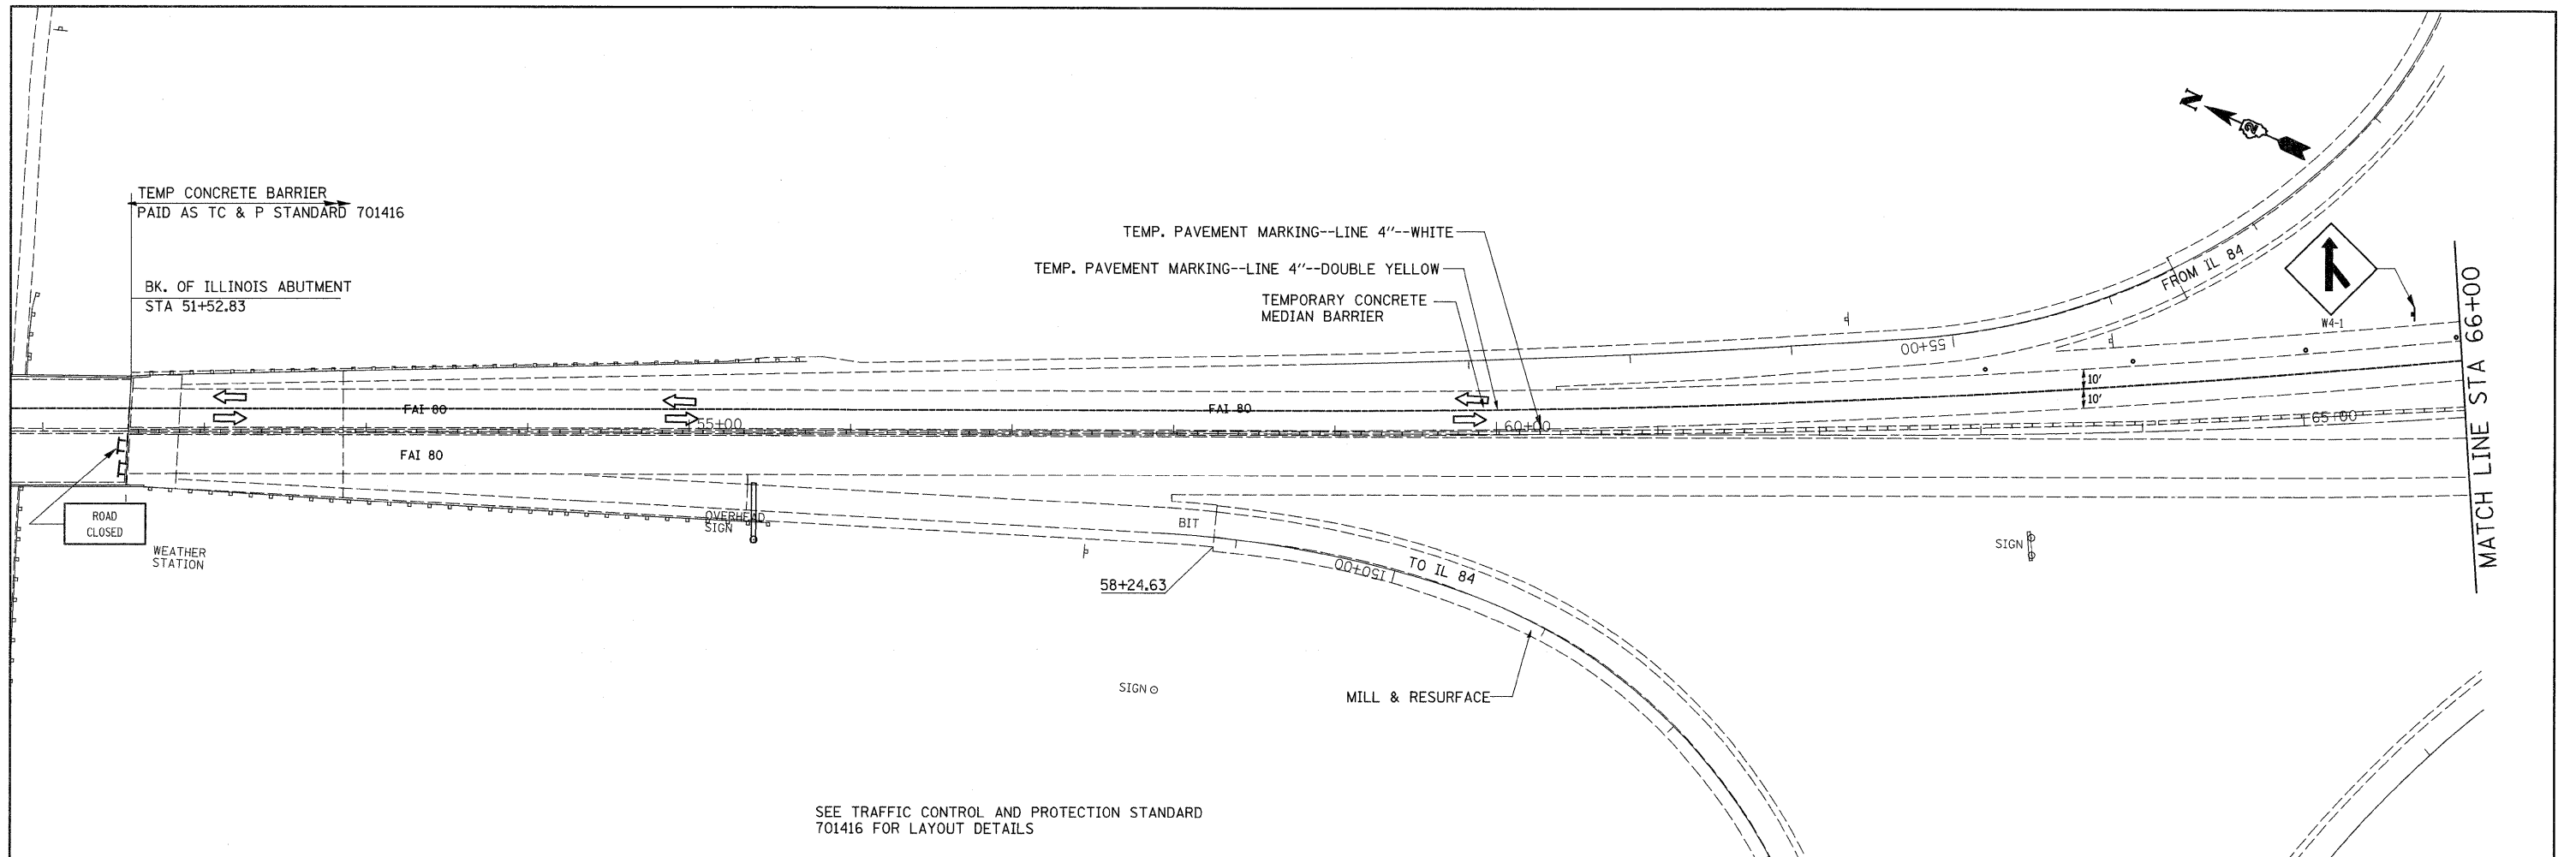 N
2
TEMP CONCRETE BARRIER
PAID AS TC & P STANDARD 701416
BK. OF ILLINOIS ABUTMENT
STA 51+52.83
TEMP. PAVEMENT MARKING--LINE 4''--WHITE
TEMP. PAVEMENT MARKING--LINE 4''--DOUBLE YELLOW
TEMPORARY CONCRETE
MEDIAN BARRIER
FROM IL 84
W4-1
MATCH LINE STA 66+00
55+00
10'
10'
FAI 80
FAI 80
55+00
60+00
65+00
FAI 80
ROAD
CLOSED
WEATHER
STATION
OVERHEAD
SIGN
BIT
58+24.63
150+00
TO IL 84
SIGN
SIGN
MILL & RESURFACE
SEE TRAFFIC CONTROL AND PROTECTION STANDARD
701416 FOR LAYOUT DETAILS